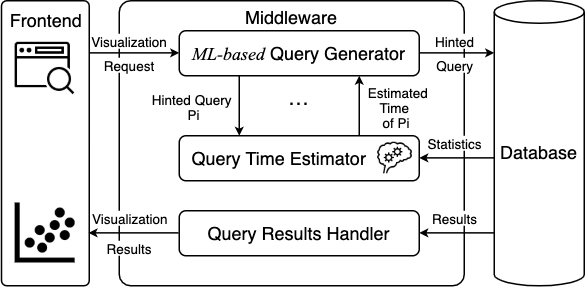 Frontend
Middleware
Visualization
Request
ML-based Query Generator
Hinted
Query
Hinted Query
Pi
...
Estimated
Time
of Pi
Query Time Estimator
Statistics
Database
Visualization
Results
Query Results Handler
Results